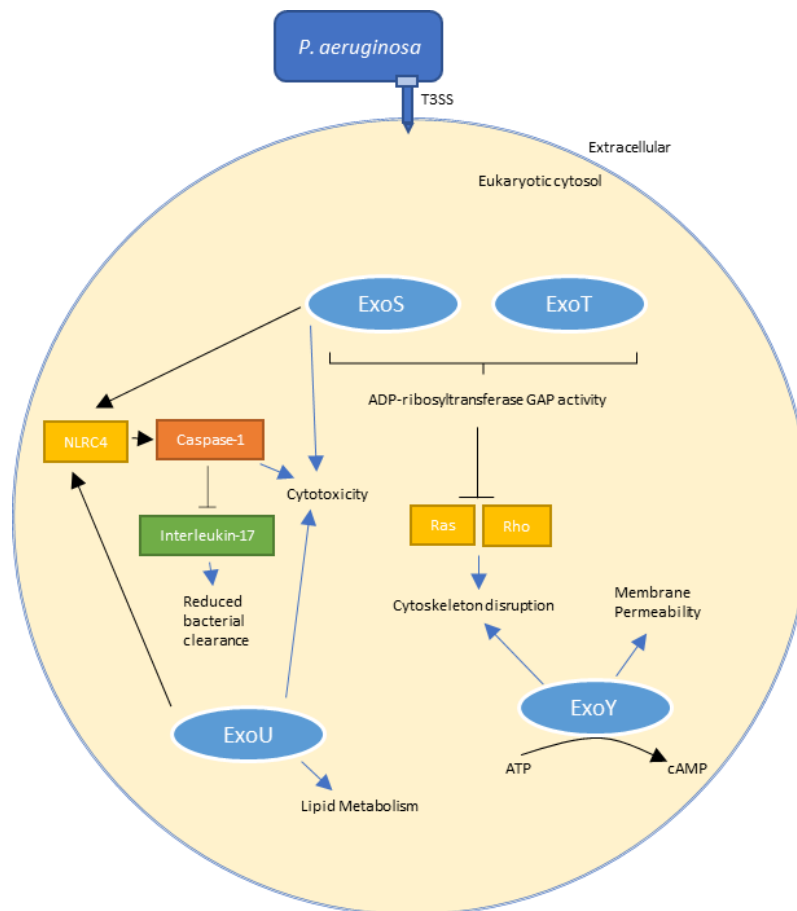 P. aeruginosa
T3SS
Extracellular
Eukaryotic cytosol
ExoS
ExoT
ADP-ribosyltransferase GAP activity
NLRC4
Caspase-1
Cytotoxicity
Ras
Rho
Interleukin-17
Reduced
bacterial
clearance
Cytoskeleton disruption
Membrane
Permeability
ExoU
ExoY
ATP
cAMP
Lipid Metabolism